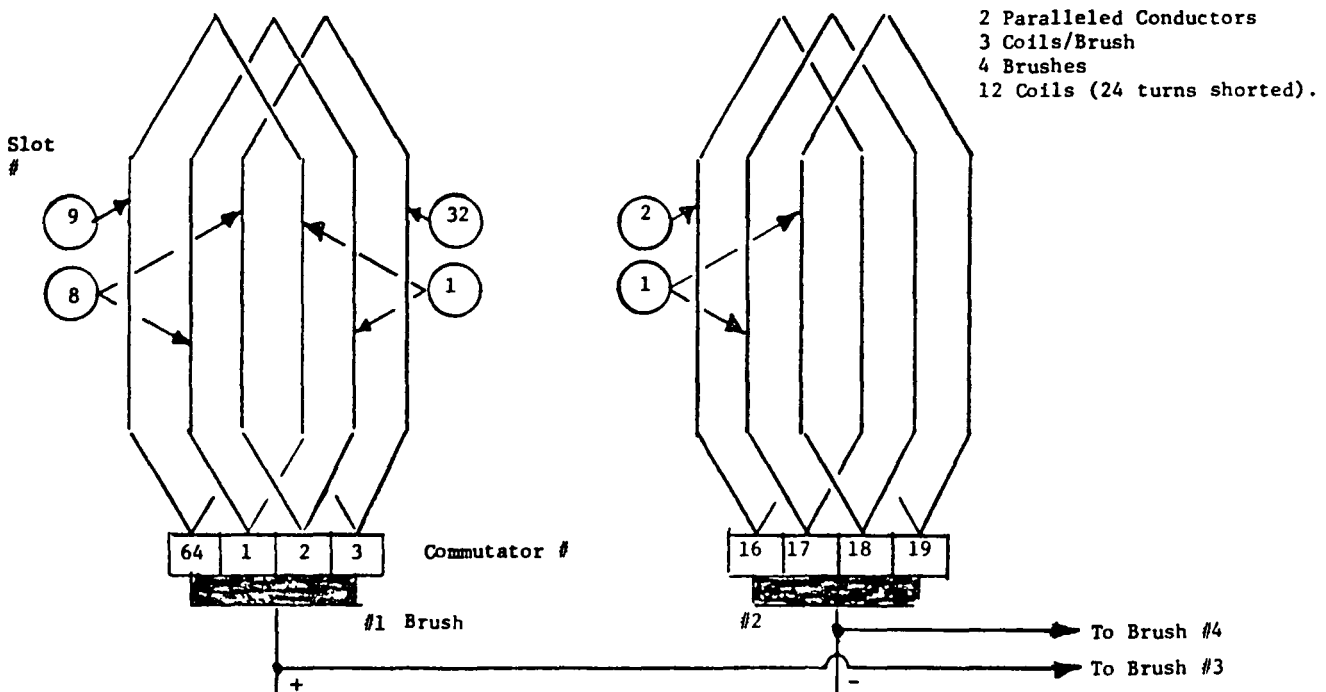 2 Paralleled Conductors
3 Coils/Brush
4 Brushes
12 Coils (24 turns shorted).
Slot
#
9
32
8
1
2
1
64 1 2 3
Commutator #
16 17 18 19
#1 Brush
#2
To Brush #4
To Brush #3
+
-